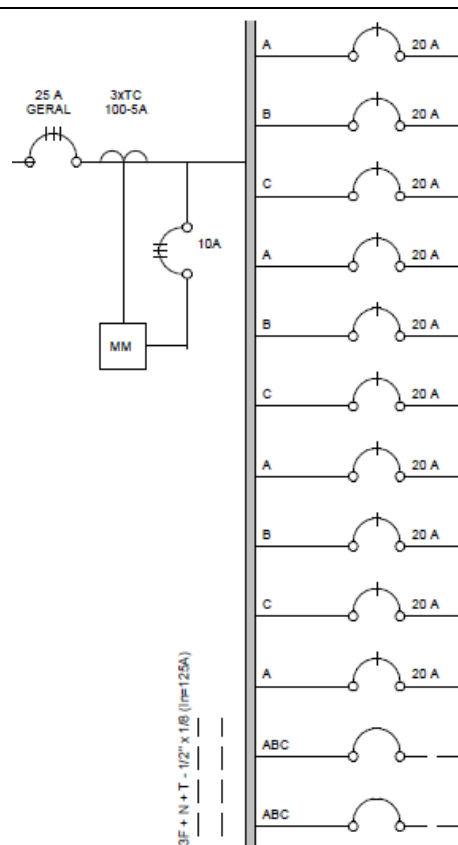 25 A
GERAL
3xTC
100-5A
10A
MM
3F + N + T - 1/2" x 1/8 (In=125A)
A 20 A
B 20 A
C 20 A
A 20 A
B 20 A
C 20 A
A 20 A
B 20 A
C 20 A
A 20 A
ABC
ABC